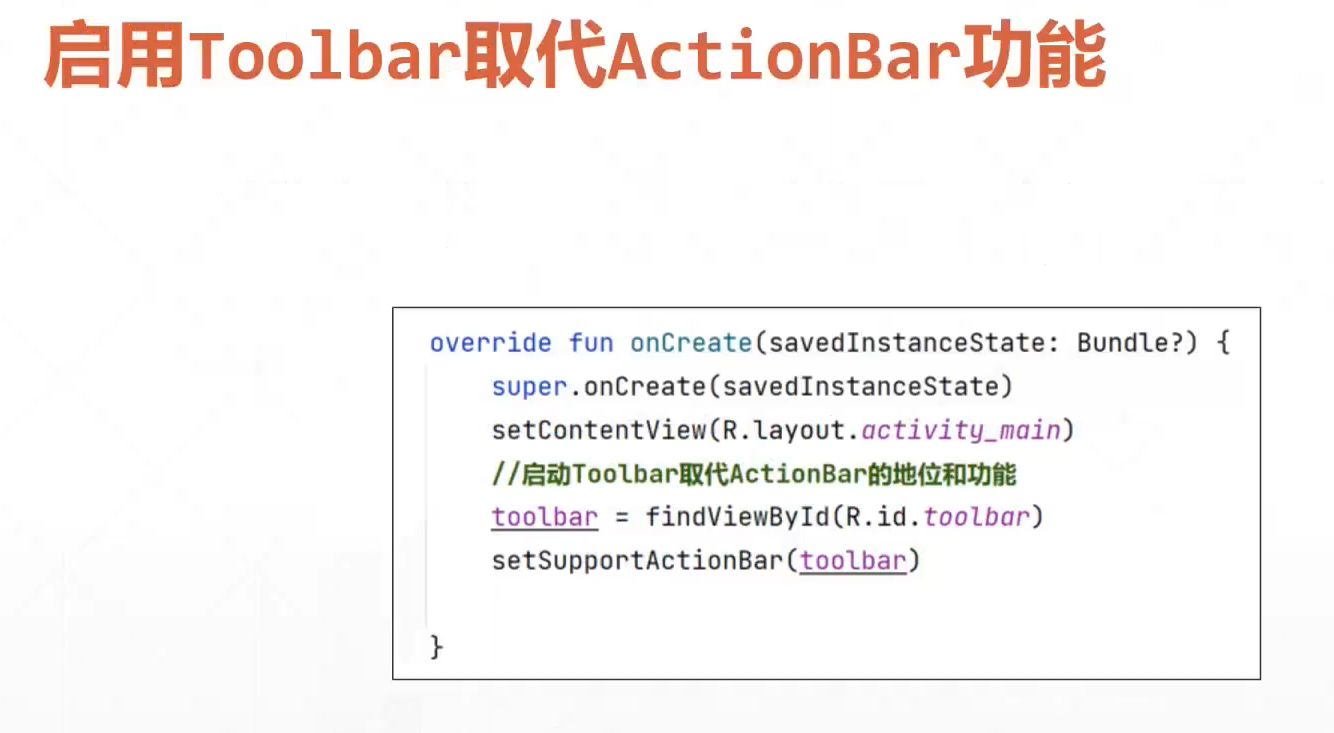 启用Toolbar取代ActionBar功能
override fun onCreate(savedInstanceState: Bundle?) {
super.onCreate(savedInstanceState)
setContentView(R.layout.activity_main)
//启动Toolbar取代ActionBar的地位和功能
toolbar = findViewById(R.id.toolbar)
setSupportActionBar(toolbar)
}